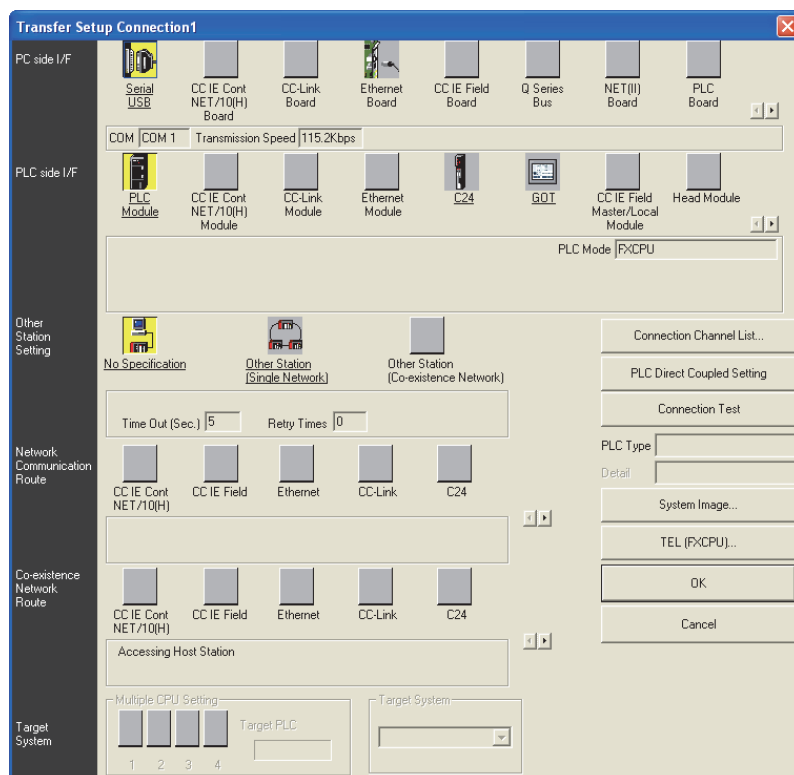 Transfer Setup Connection1
PC side I/F
Serial
USB
CC IE Cont
NET/10(H)
Board
CC-Link
Board
Ethernet
Board
CC IE Field
Board
Q Series
Bus
NET(II)
Board
PLC
Board
COM COM 1 Transmission Speed 115.2Kbps
PLC side I/F
PLC
Module
CC IE Cont
NET/10(H)
Module
CC-Link
Module
Ethernet
Module
C24
GOT
CC IE Field
Master/Local
Module
Head Module
PLC Mode FXCPU
Other
Station
Setting
No Specification
Other Station
(Single Network)
Other Station
(Co-existence Network)
Time Out (Sec.) 5 Retry Times 0
Connection Channel List...
PLC Direct Coupled Setting
Connection Test
PLC Type
Detail
System Image...
TEL (FXCPU)...
OK
Cancel
Network
Communication
Route
CC IE Cont
NET/10(H)
CC IE Field
Ethernet
CC-Link
C24
Co-existence
Network
Route
CC IE Cont
NET/10(H)
CC IE Field
Ethernet
CC-Link
C24
Accessing Host Station
Target
System
Multiple CPU Setting
1 2 3 4
Target PLC
Target System